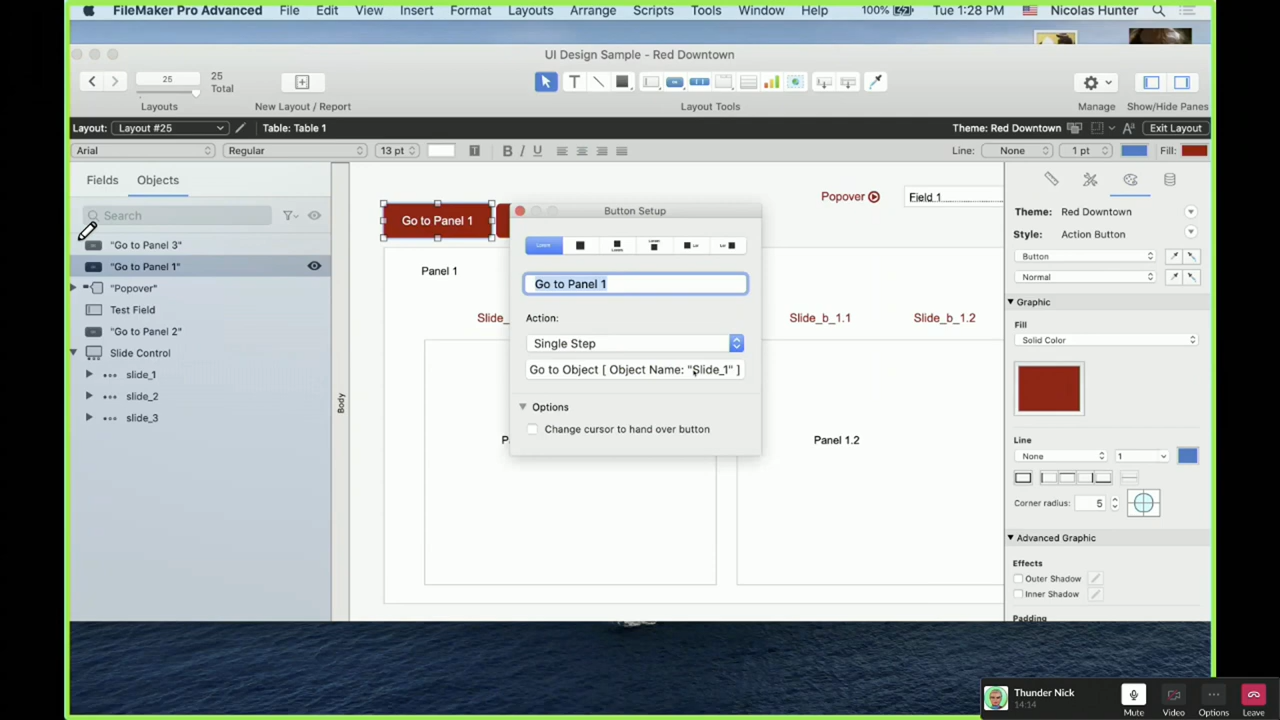 FileMaker Pro Advanced File Edit View Insert Format Layouts Arrange Scripts Tools Window Help 100% Tue 1:28 PM Nicolas Hunter
UI Design Sample - Red Downtown
25 25 Total
Layouts New Layout / Report Layout Tools Manage Show/Hide Panes
Layout: Layout #25 Table: Table 1 Theme: Red Downtown Exit Layout
Arial Regular 13 pt B I U Line: None 1 pt Fill:
Fields Objects
Search
"Go to Panel 3"
"Go to Panel 1"
"Popover"
Test Field
"Go to Panel 2"
Slide Control
slide_1
slide_2
slide_3
Body
Go to Panel 1
Popover
Field 1
Panel 1
Slide_
Slide_b_1.1 Slide_b_1.2
P
Panel 1.2
Button Setup
Go to Panel 1
Action:
Single Step
Go to Object [ Object Name: "Slide_1" ]
Options
Change cursor to hand over button
Theme: Red Downtown
Style: Action Button
Button
Normal
Graphic
Fill
Solid Color
Line
None 1
Corner radius: 5
Advanced Graphic
Effects
Outer Shadow
Inner Shadow
Padding
Thunder Nick
14:14
Mute Video Options Leave